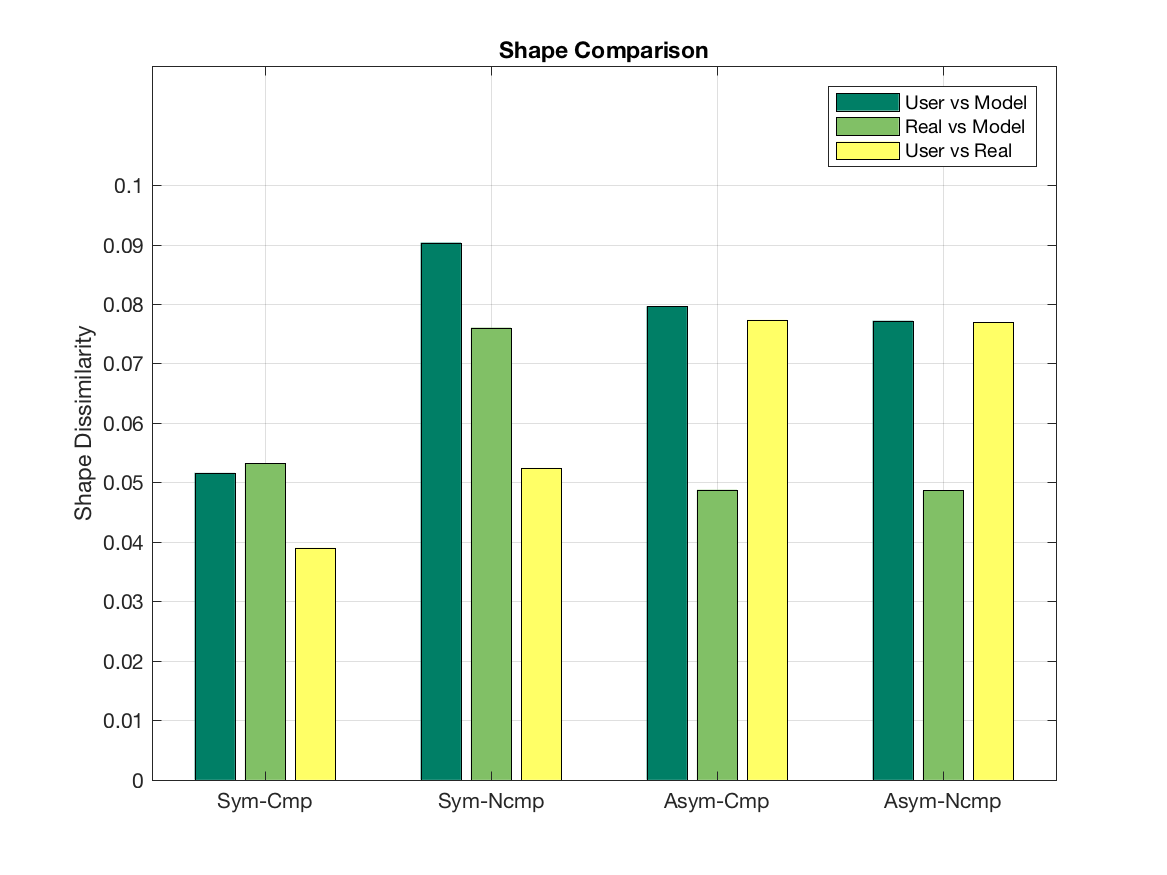 Shape Comparison
User vs Model
Real vs Model
User vs Real
Shape Dissimilarity
0.1
0.09
0.08
0.07
0.06
0.05
0.04
0.03
0.02
0.01
0
Sym-Cmp Sym-Ncmp Asym-Cmp Asym-Ncmp